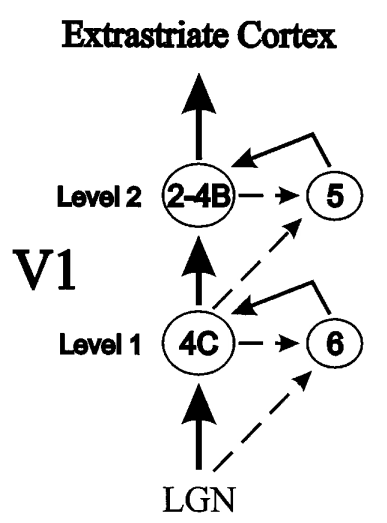 Extrastriate Cortex
Level 2 2-4B 5
V1
Level 1 4C 6
LGN